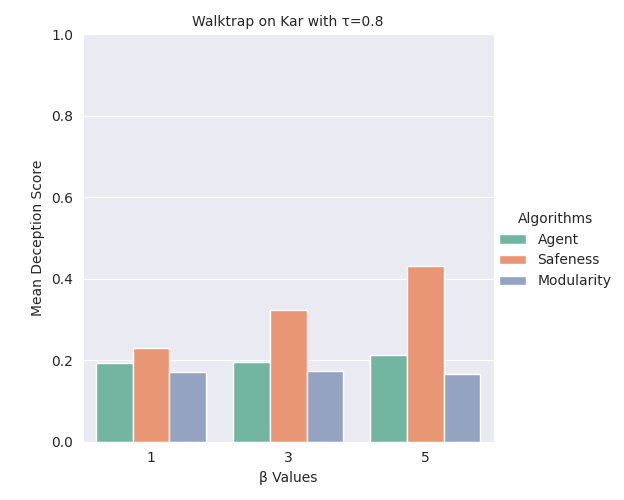 Walktrap on Kar with τ=0.8
1.0
0.8
0.6
0.4
0.2
0.0
Mean Deception Score
1 3 5
β Values
Algorithms
Agent
Safeness
Modularity